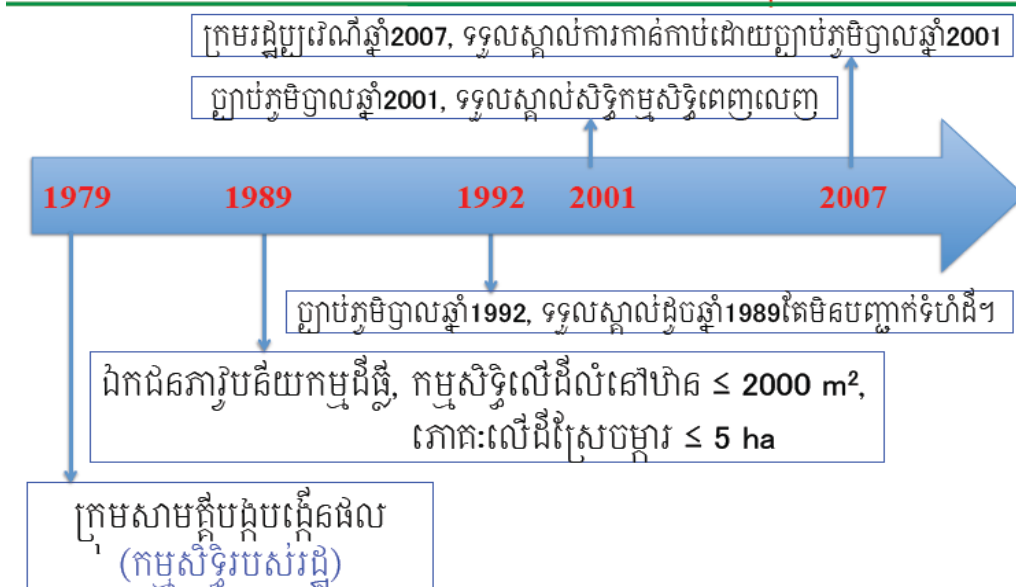 ក្រមរដ្ឋប្បវេណីឆ្នាំ2007, ទទួលស្គាល់ការកាន់កាប់ដោយច្បាប់ភូមិបាលឆ្នាំ2001
ច្បាប់ភូមិបាលឆ្នាំ2001, ទទួលស្គាល់សិទ្ធិកម្មសិទ្ធិពេញលេញ
1979 1989 1992 2001 2007
ច្បាប់ភូមិបាលឆ្នាំ1992, ទទួលស្គាល់ដូចឆ្នាំ1989តែមិនបញ្ជាក់ទំហំដី។
ឯកជនភាវូបនីយកម្មដីធ្លី, កម្មសិទ្ធិលើដីលំនៅឋាន ≤ 2000 m²,
ភោគៈលើដីស្រែចម្ការ ≤ 5 ha
ក្រុមសាមគ្គីបង្កបង្កើនផល
(កម្មសិទ្ធិរបស់រដ្ឋ)